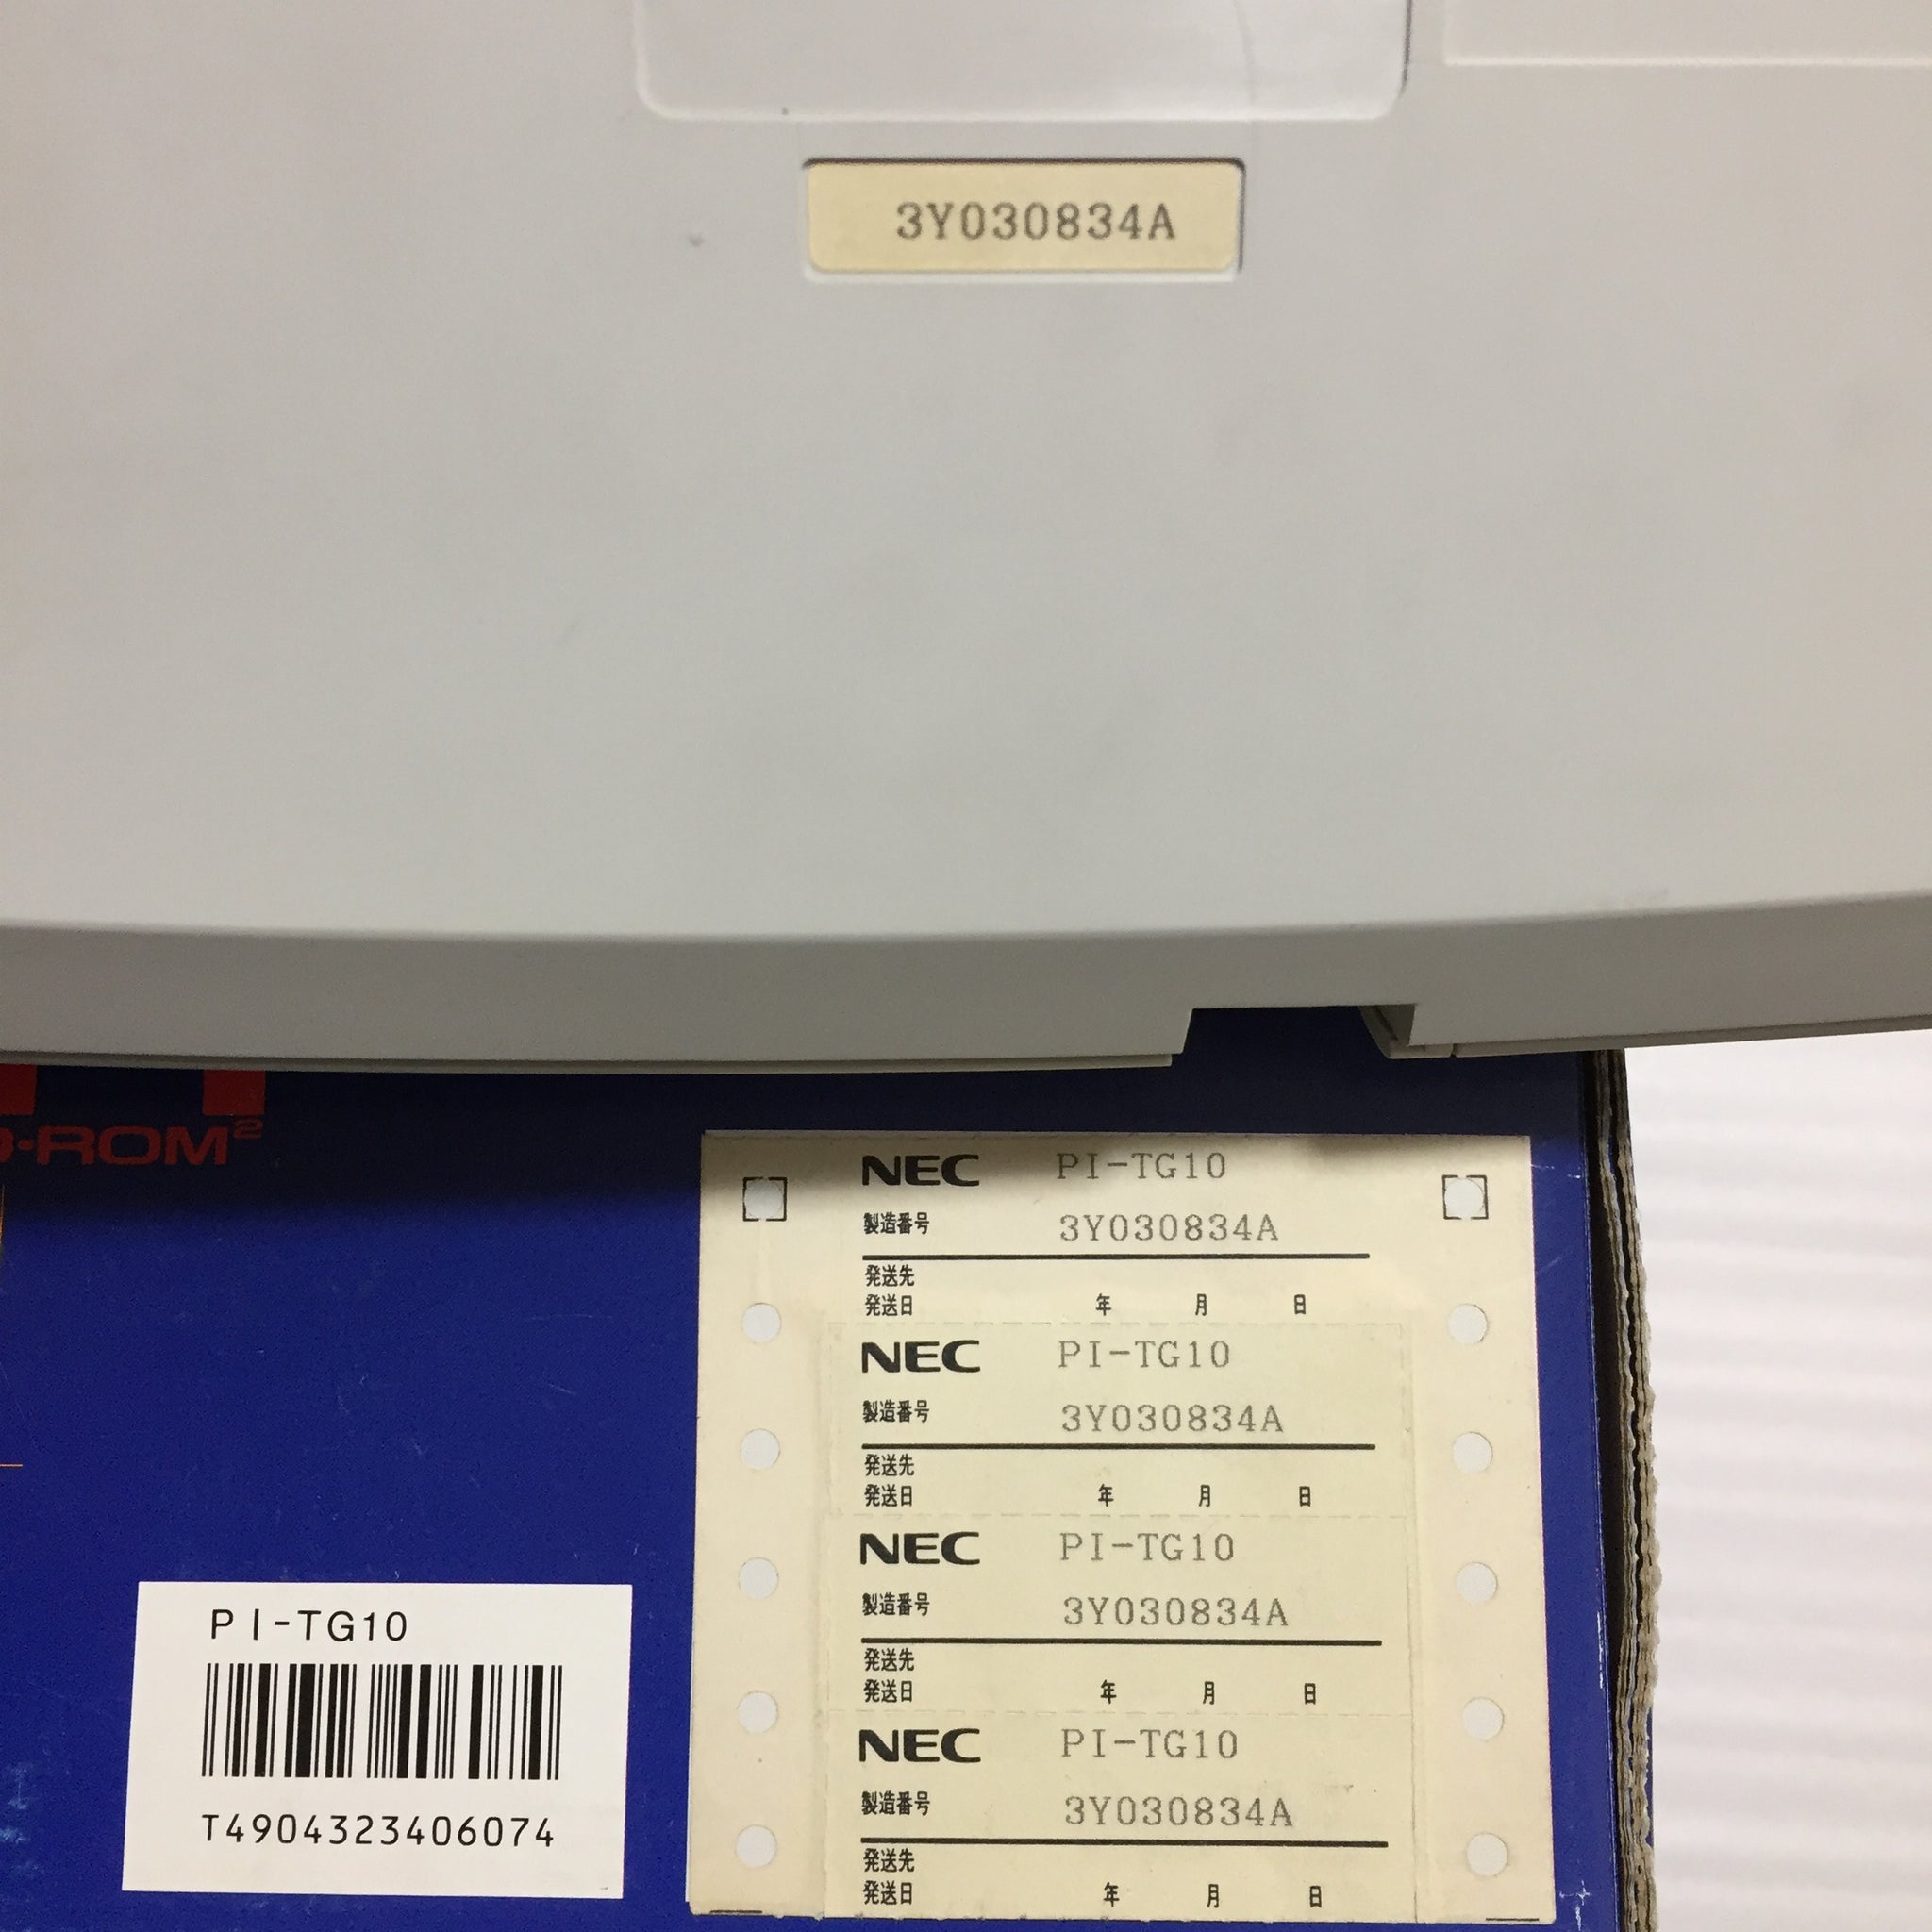 3Y030834A
-ROM²
NEC PI-TG10
製造番号 3Y030834A
発送先
発送日 年 月 日
NEC PI-TG10
製造番号 3Y030834A
発送先
発送日 年 月 日
NEC PI-TG10
製造番号 3Y030834A
発送先
発送日 年 月 日
NEC PI-TG10
製造番号 3Y030834A
発送先
発送日 年 月 日
PI-TG10
T4904323406074